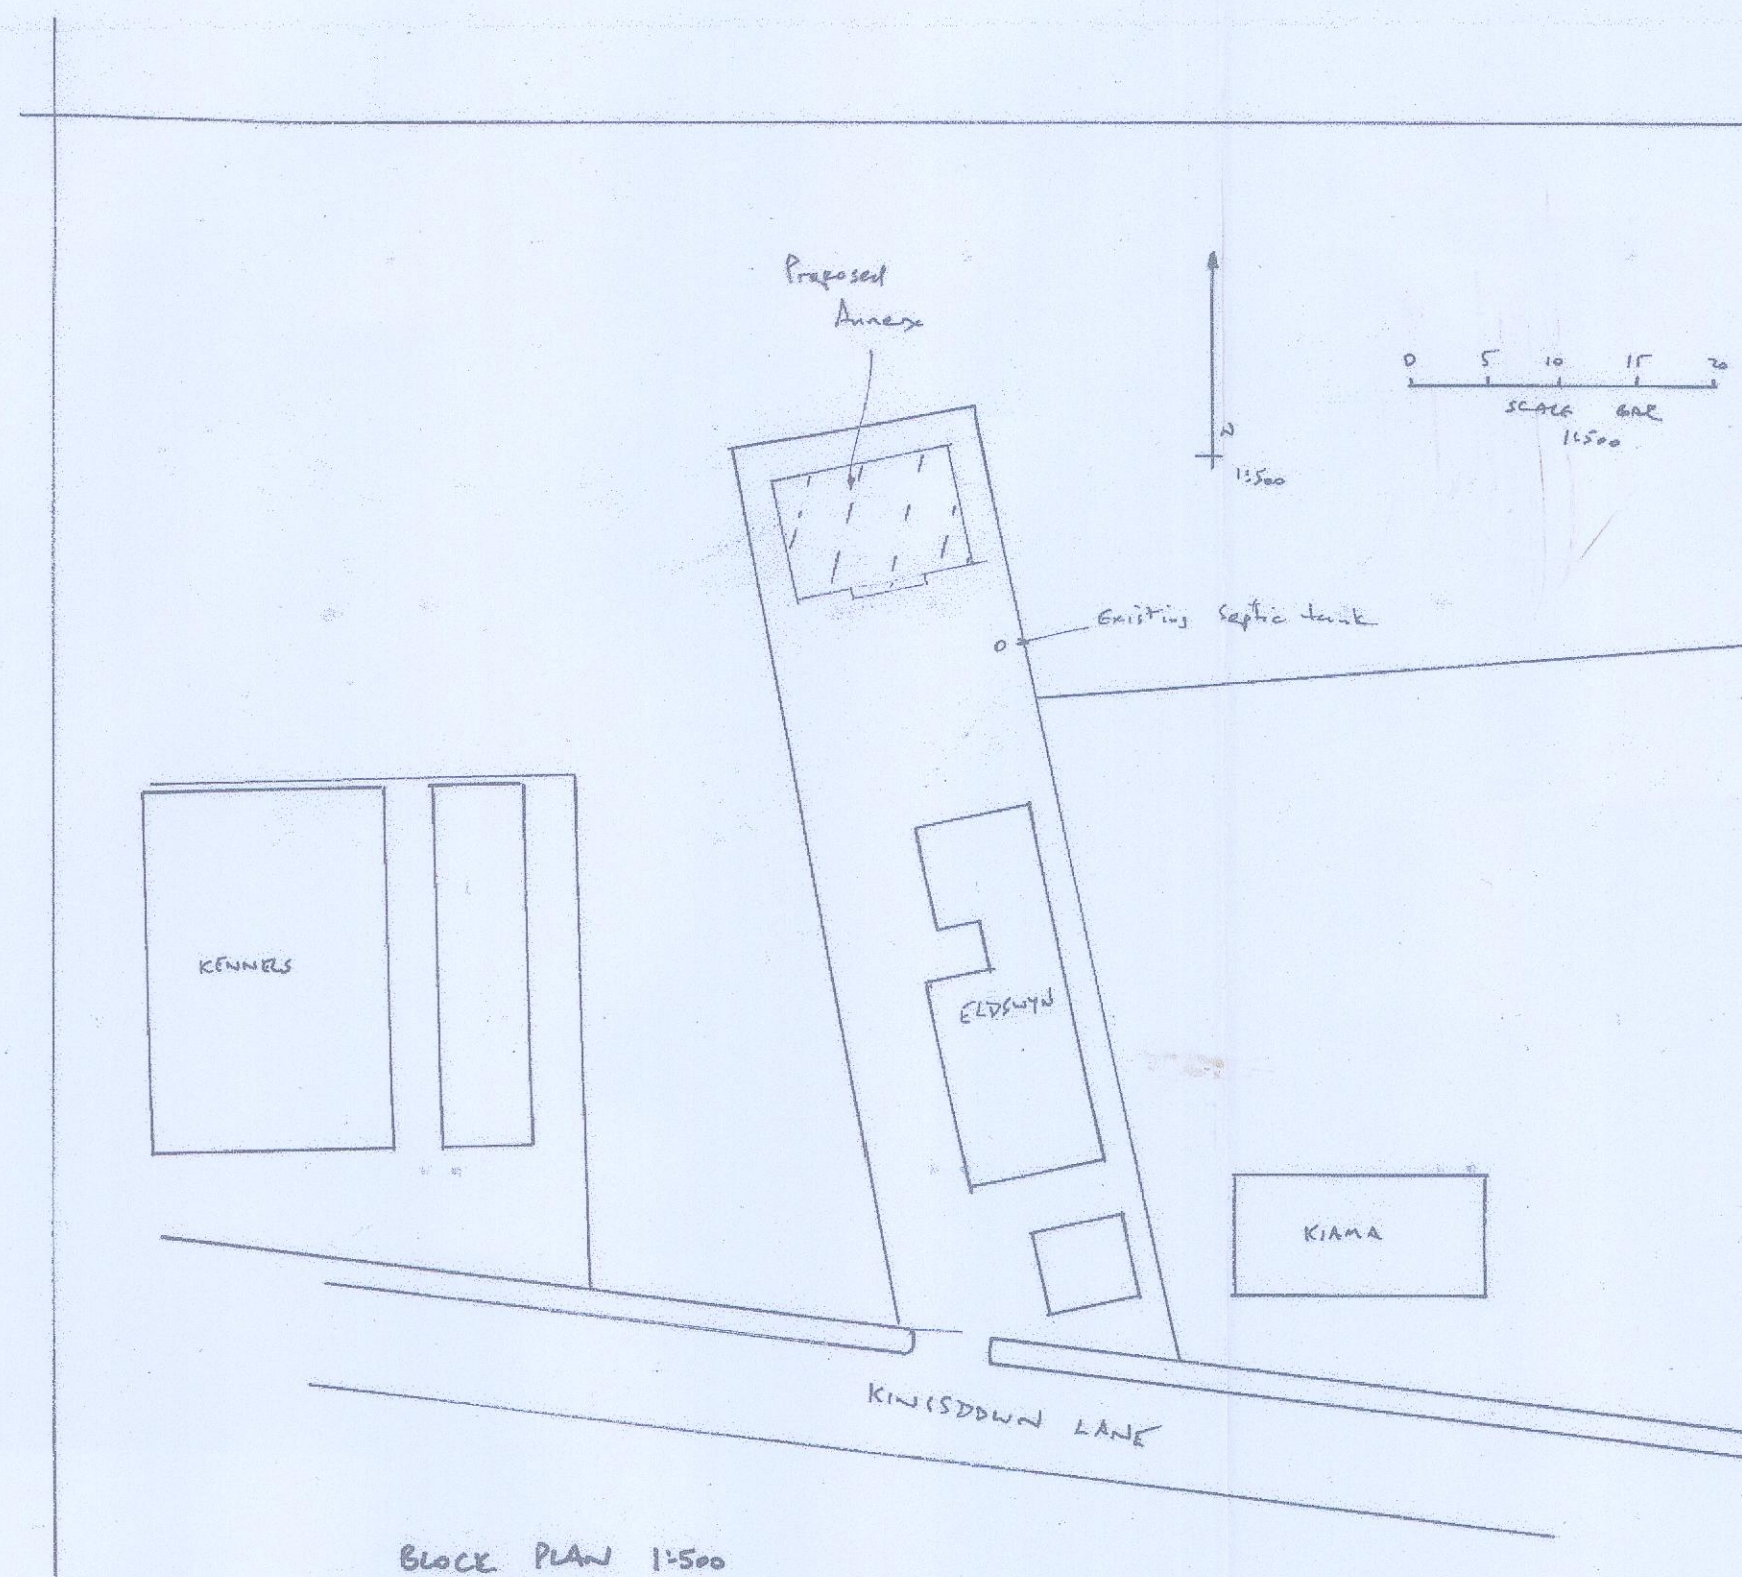 Proposed
Annex
0 5 10 15 20
SCALE BAR
1:500
N
1:500
Existing Septic tank
KENNELS
ELDSWYN
KIAMA
KINGSDOWN LANE
BLOCK PLAN 1:500